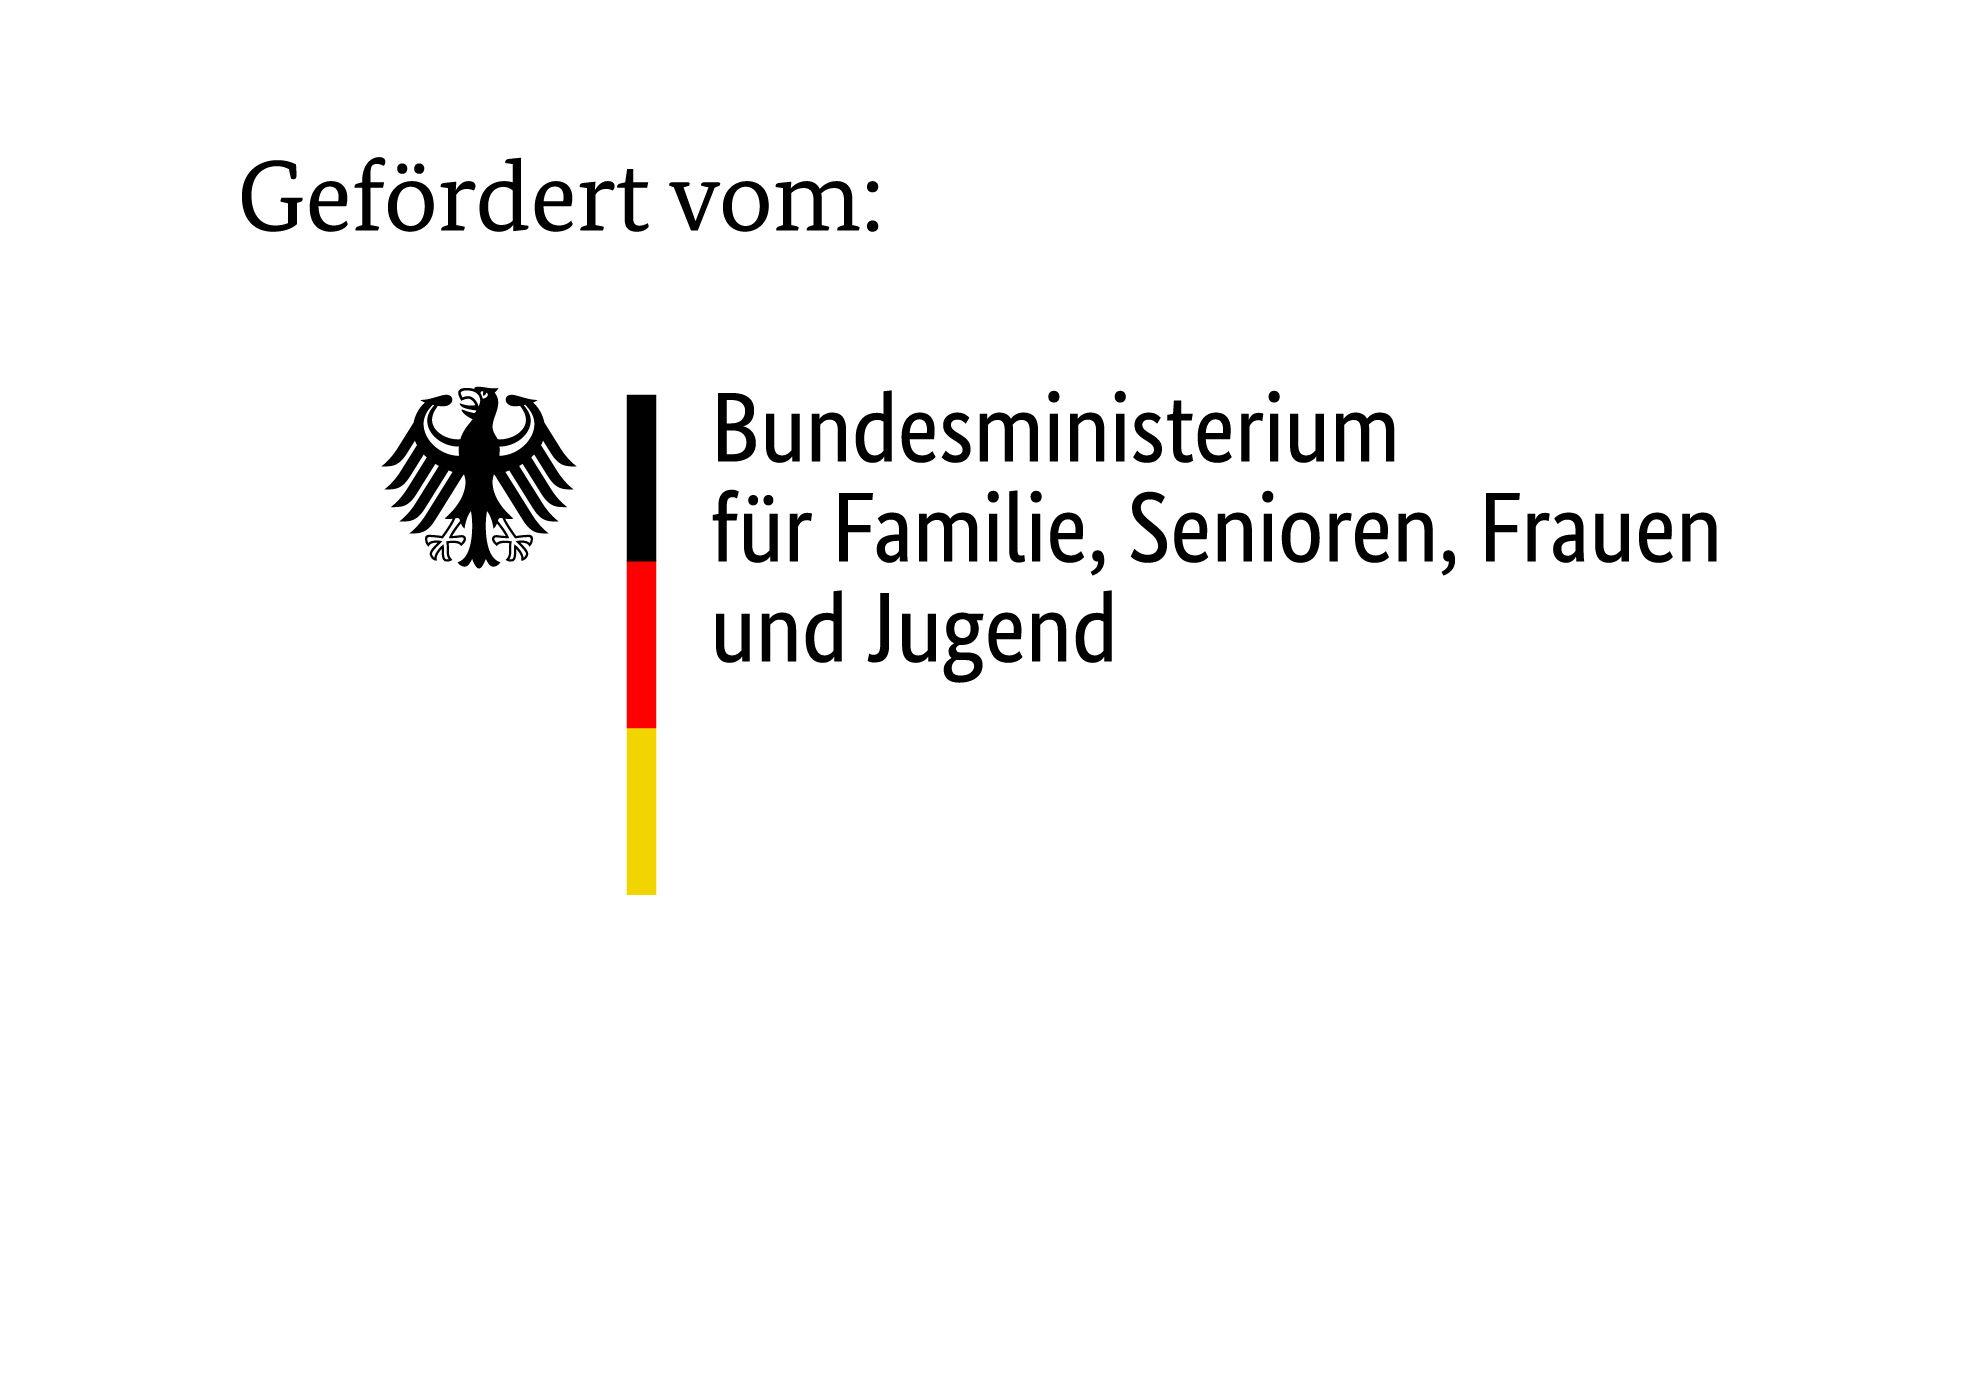 Gefördert vom:
Bundesministerium
für Familie, Senioren, Frauen
und Jugend